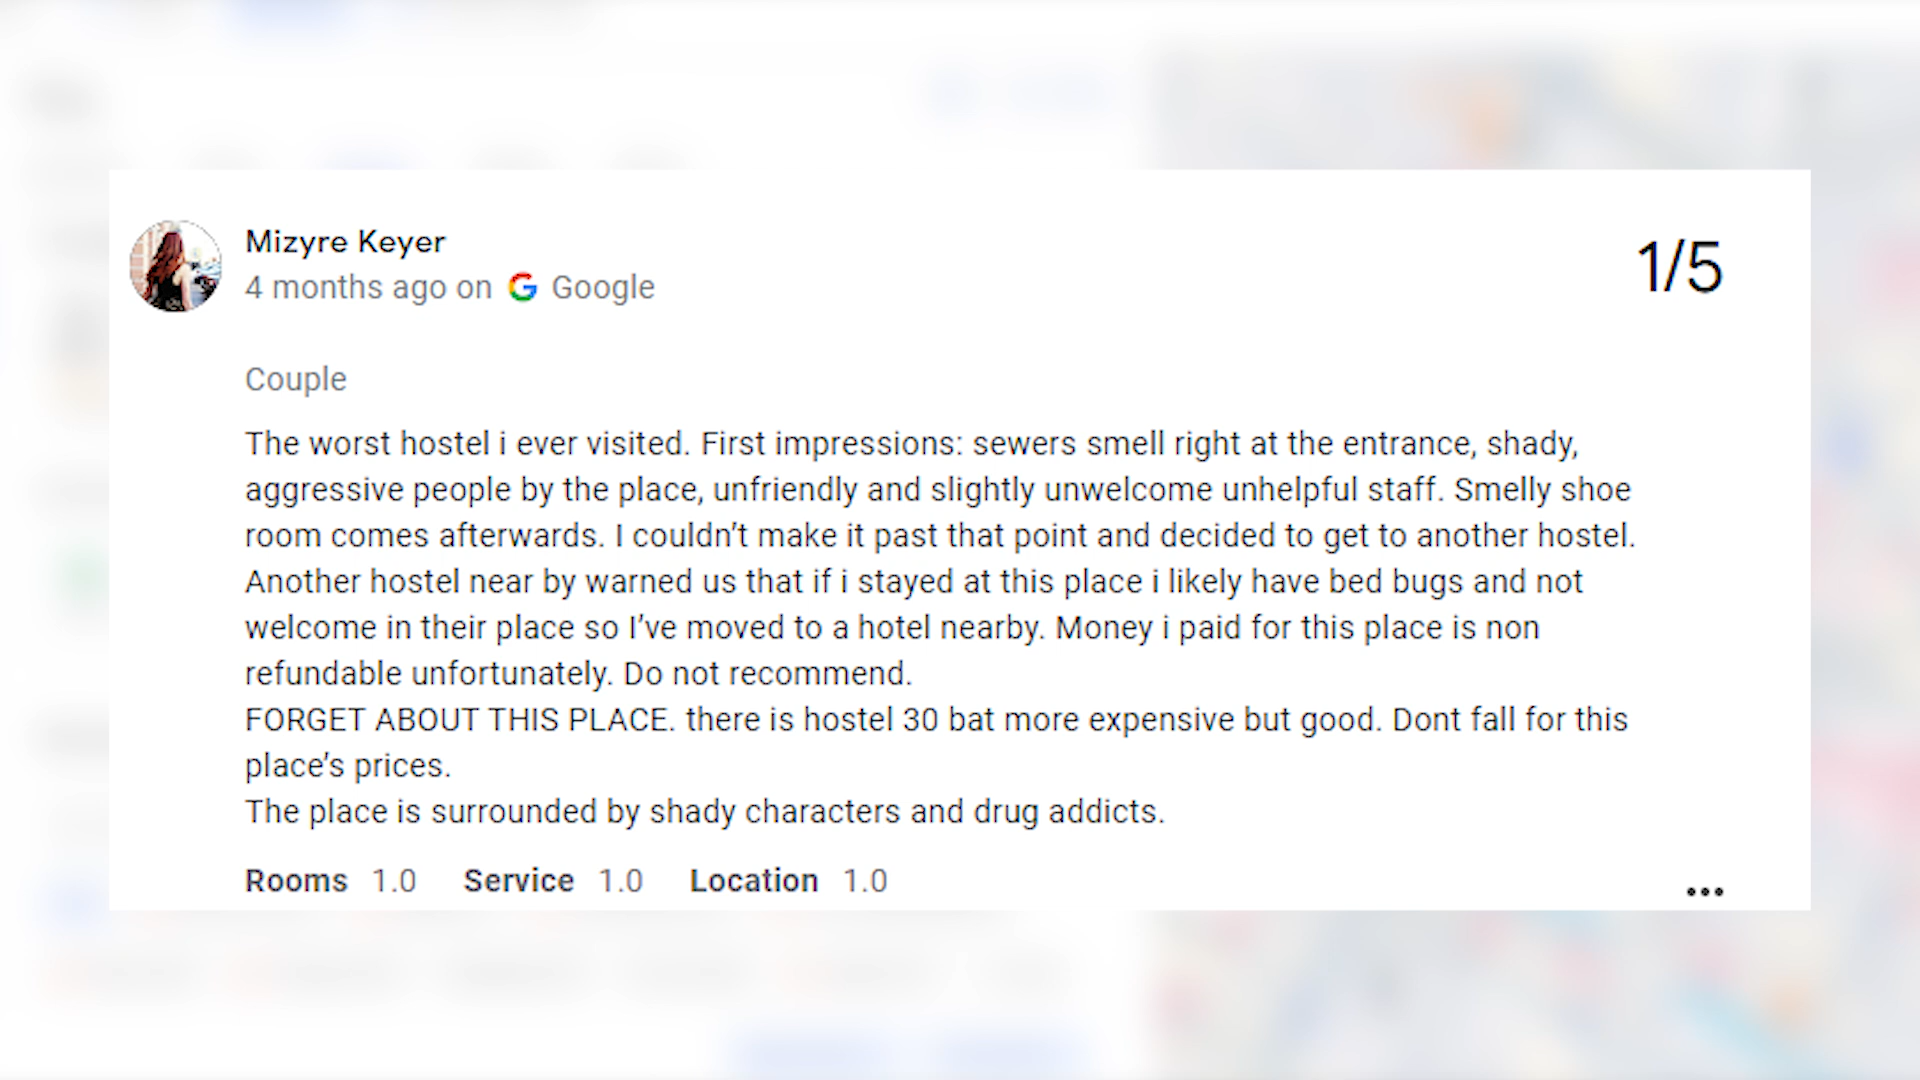 Mizyre Keyer
4 months ago on Google
1/5
Couple
The worst hostel i ever visited. First impressions: sewers smell right at the entrance, shady,
aggressive people by the place, unfriendly and slightly unwelcome unhelpful staff. Smelly shoe
room comes afterwards. I couldn't make it past that point and decided to get to another hostel.
Another hostel near by warned us that if i stayed at this place i likely have bed bugs and not
welcome in their place so I've moved to a hotel nearby. Money i paid for this place is non
refundable unfortunately. Do not recommend.
FORGET ABOUT THIS PLACE. there is hostel 30 bat more expensive but good. Dont fall for this
place's prices.
The place is surrounded by shady characters and drug addicts.
Rooms 1.0 Service 1.0 Location 1.0